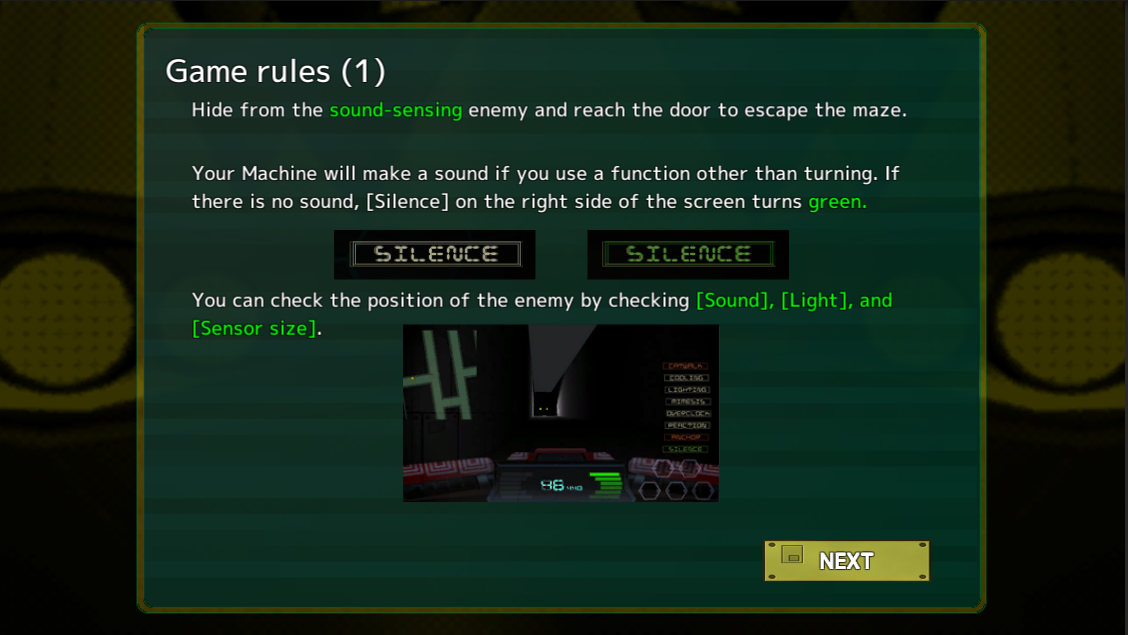 Game rules (1)
Hide from the sound-sensing enemy and reach the door to escape the maze.
Your Machine will make a sound if you use a function other than turning. If
there is no sound, [Silence] on the right side of the screen turns green.
SILENCE SILENCE
You can check the position of the enemy by checking [Sound], [Light], and
[Sensor size].
CATWALK
COOLING
LIGHTING
MIMESIS
OVERCLOCK
REACTION
ANCHOR
SILENCE
46
NEXT